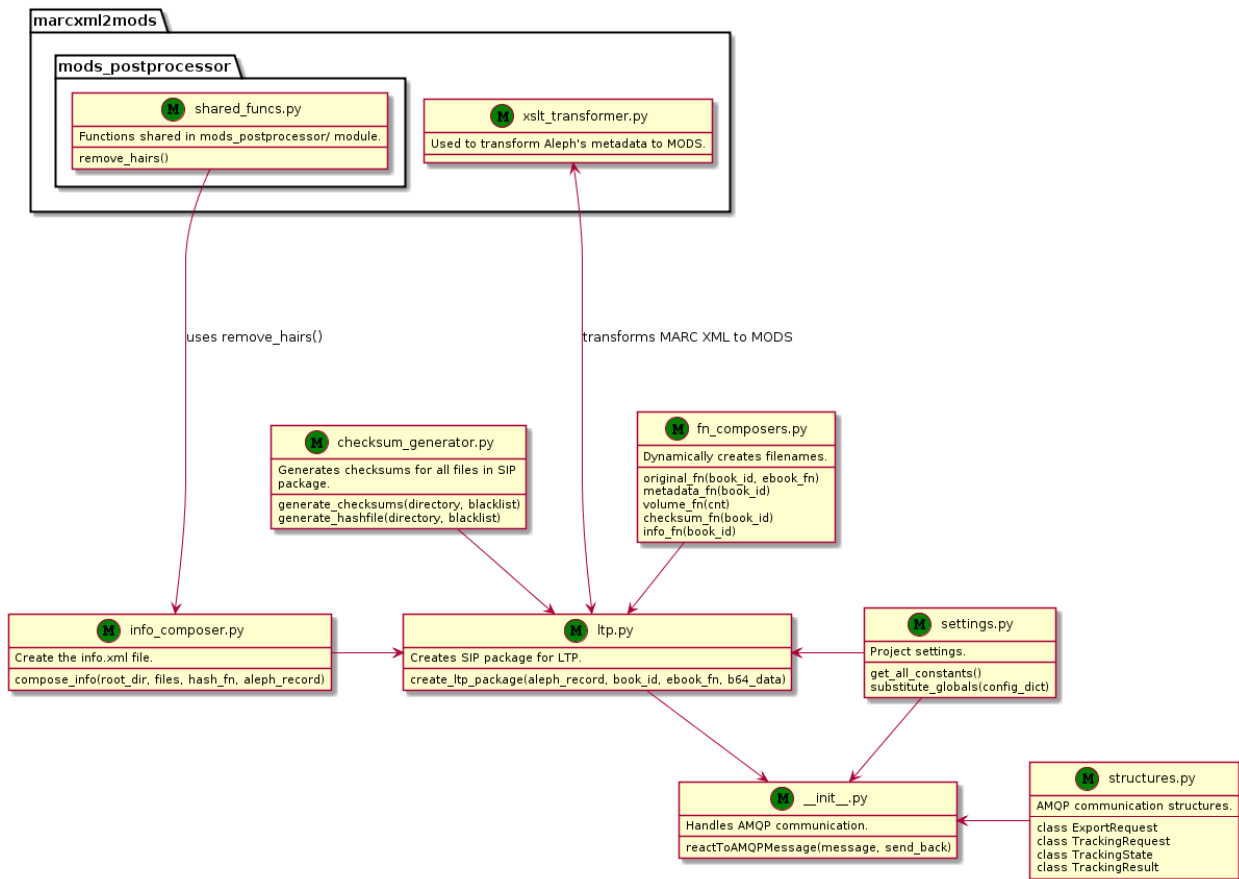 marcxml2mods
mods_postprocessor
M shared_funcs.py
Functions shared in mods_postprocessor/ module.
remove_hairs()
M xslt_transformer.py
Used to transform Aleph's metadata to MODS.
uses remove_hairs()
transforms MARC XML to MODS
M checksum_generator.py
Generates checksums for all files in SIP
package.
generate_checksums(directory, blacklist)
generate_hashfile(directory, blacklist)
M fn_composers.py
Dynamically creates filenames.
original_fn(book_id, ebook_fn)
metadata_fn(book_id)
volume_fn(cnt)
checksum_fn(book_id)
info_fn(book_id)
M info_composer.py
Create the info.xml file.
compose_info(root_dir, files, hash_fn, aleph_record)
M ltp.py
Creates SIP package for LTP.
create_ltp_package(aleph_record, book_id, ebook_fn, b64_data)
M settings.py
Project settings.
get_all_constants()
substitute_globals(config_dict)
M __init__.py
Handles AMQP communication.
reactToAMQPMessage(message, send_back)
M structures.py
AMQP communication structures.
class ExportRequest
class TrackingRequest
class TrackingState
class TrackingResult